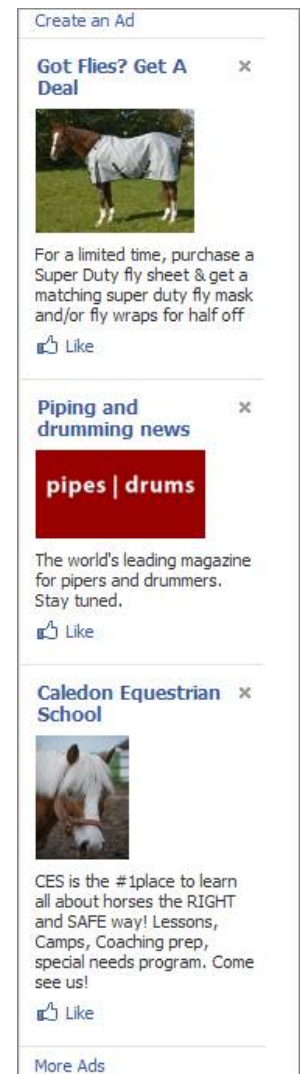 Create an Ad
Got Flies? Get A
Deal
For a limited time, purchase a
Super Duty fly sheet & get a
matching super duty fly mask
and/or fly wraps for half off
Like
Piping and
drumming news
pipes | drums
The world's leading magazine
for pipers and drummers.
Stay tuned.
Like
Caledon Equestrian
School
CES is the #1place to learn
all about horses the RIGHT
and SAFE way! Lessons,
Camps, Coaching prep,
special needs program. Come
see us!
Like
More Ads